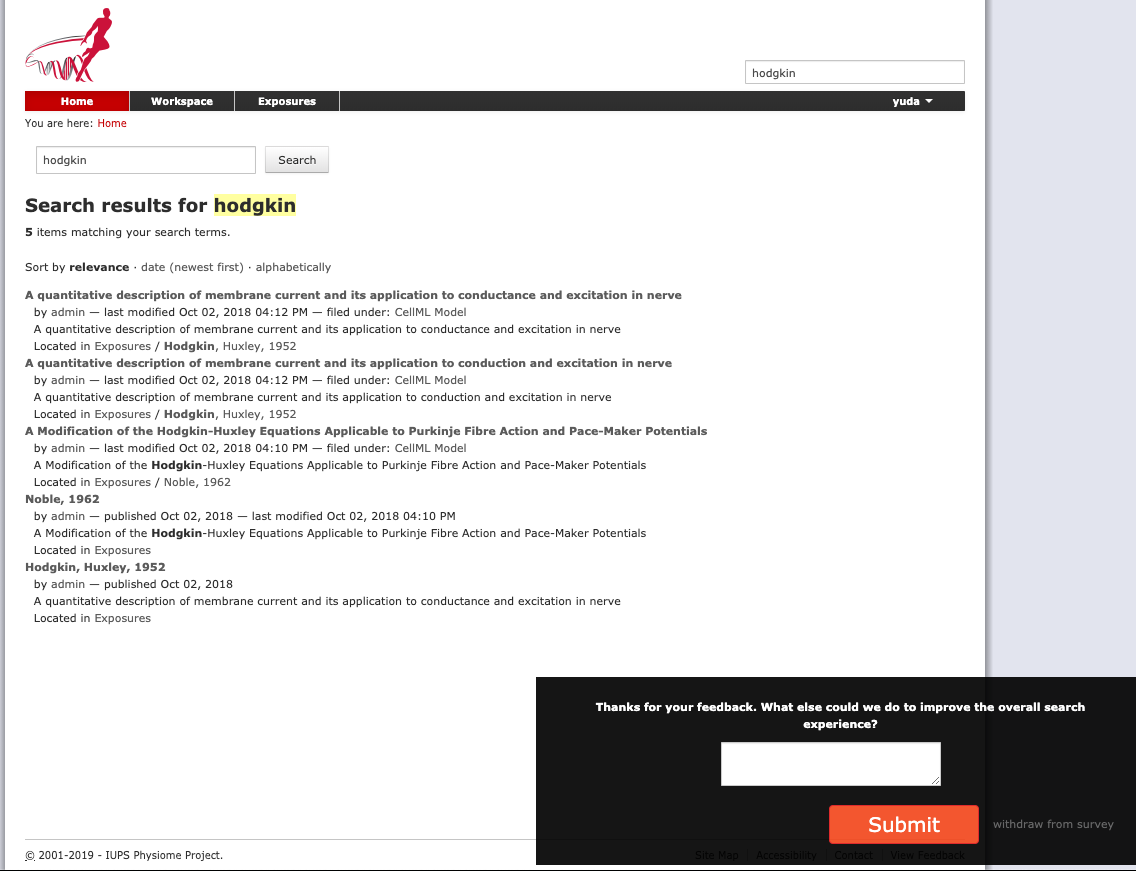 hodgkin
Home Workspace Exposures yuda
You are here: Home
hodgkin Search
Search results for hodgkin
5 items matching your search terms.
Sort by relevance · date (newest first) · alphabetically
A quantitative description of membrane current and its application to conductance and excitation in nerve
by admin — last modified Oct 02, 2018 04:12 PM — filed under: CellML Model
A quantitative description of membrane current and its application to conductance and excitation in nerve
Located in Exposures / Hodgkin, Huxley, 1952
A quantitative description of membrane current and its application to conduction and excitation in nerve
by admin — last modified Oct 02, 2018 04:12 PM — filed under: CellML Model
A quantitative description of membrane current and its application to conduction and excitation in nerve
Located in Exposures / Hodgkin, Huxley, 1952
A Modification of the Hodgkin-Huxley Equations Applicable to Purkinje Fibre Action and Pace-Maker Potentials
by admin — last modified Oct 02, 2018 04:10 PM — filed under: CellML Model
A Modification of the Hodgkin-Huxley Equations Applicable to Purkinje Fibre Action and Pace-Maker Potentials
Located in Exposures / Noble, 1962
Noble, 1962
by admin — published Oct 02, 2018 — last modified Oct 02, 2018 04:10 PM
A Modification of the Hodgkin-Huxley Equations Applicable to Purkinje Fibre Action and Pace-Maker Potentials
Located in Exposures
Hodgkin, Huxley, 1952
by admin — published Oct 02, 2018
A quantitative description of membrane current and its application to conductance and excitation in nerve
Located in Exposures
Thanks for your feedback. What else could we do to improve the overall search
experience?
Submit withdraw from survey
© 2001-2019 - IUPS Physiome Project. Site Map Accessibility Contact View Feedback